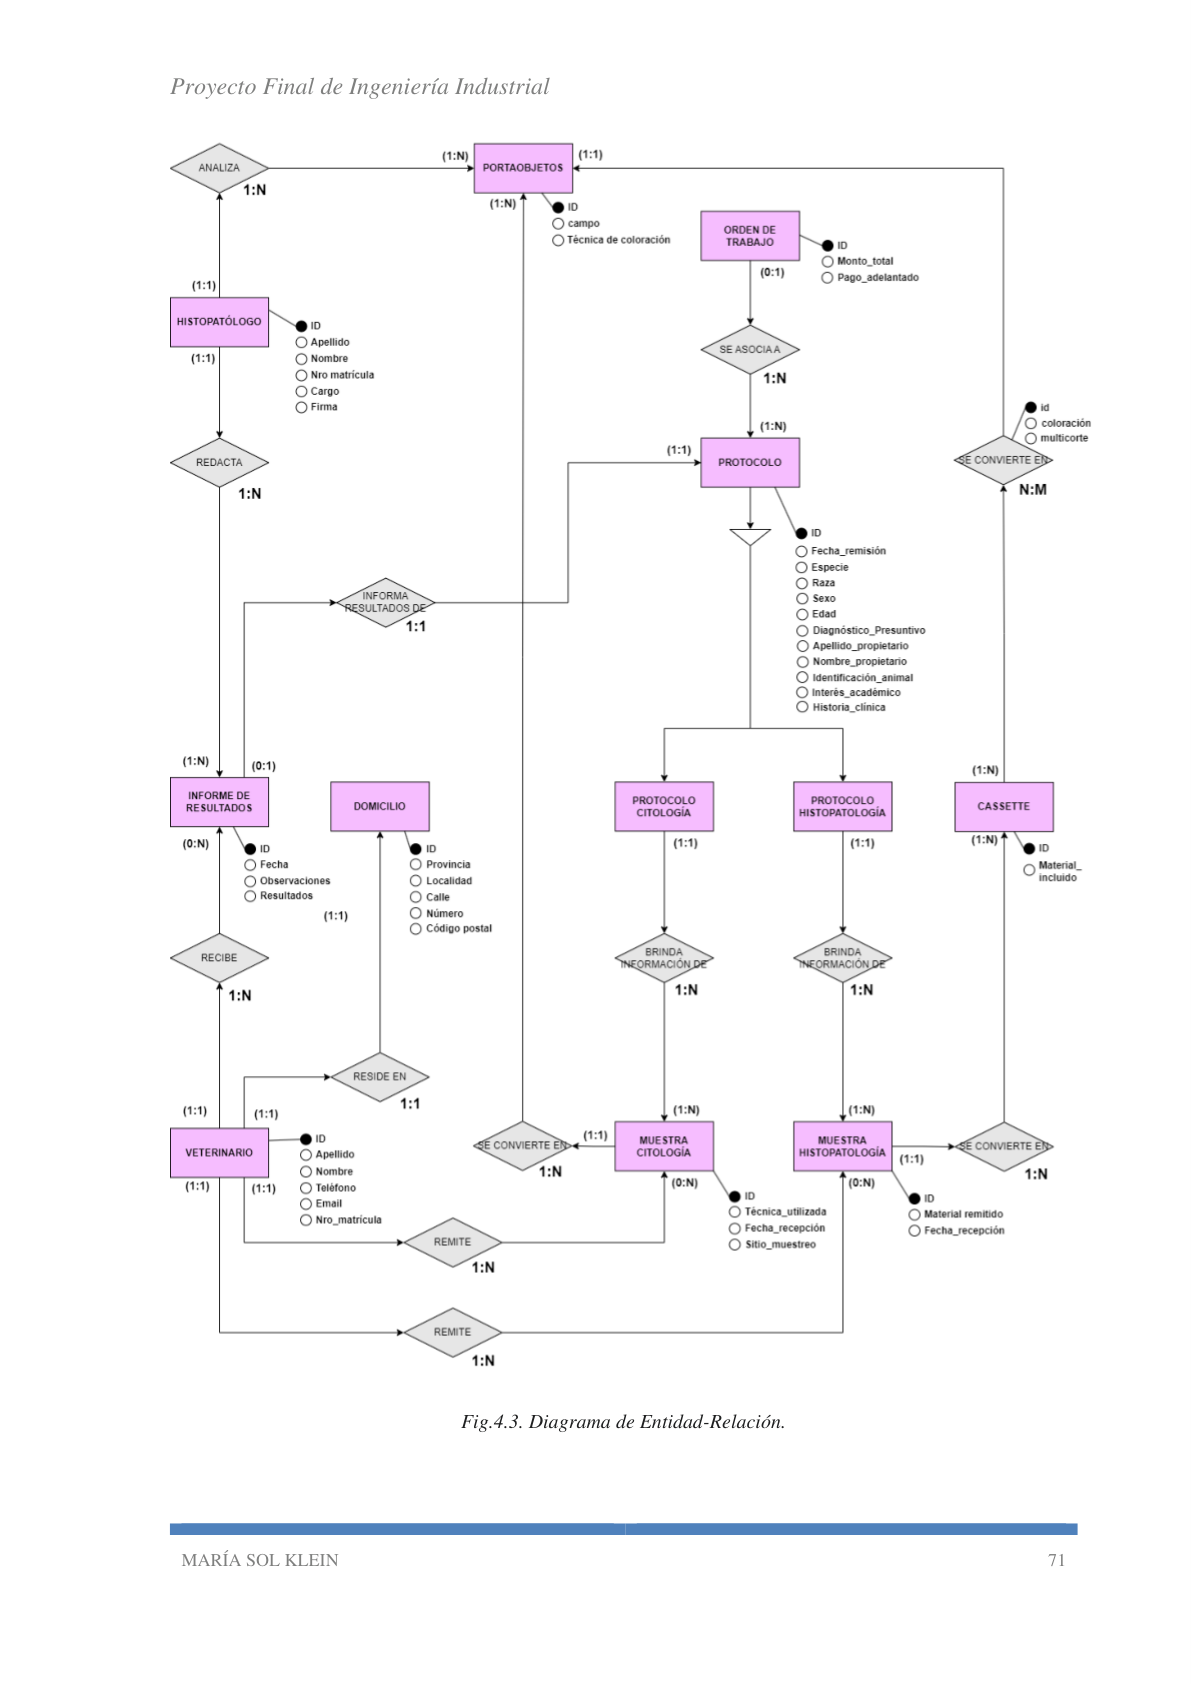 Proyecto Final de Ingeniería Industrial
ANALIZA
1:N
(1:N)
PORTAOBJETOS
(1:1)
(1:N)
ID
campo
Técnica de coloración
ORDEN DE
TRABAJO
ID
Monto_total
Pago_adelantado
(0:1)
(1:1)
HISTOPATÓLOGO
(1:1)
ID
Apellido
Nombre
Nro matrícula
Cargo
Firma
SE ASOCIA A
1:N
(1:N)
REDACTA
1:N
(1:1)
PROTOCOLO
id
coloración
multicorte
SE CONVIERTE EN
N:M
ID
Fecha_remisión
Especie
Raza
Sexo
Edad
Diagnóstico_Presuntivo
Apellido_propietario
Nombre_propietario
Identificación_animal
Interés_académico
Historia_clínica
INFORMA
RESULTADOS DE
1:1
(1:N)
(0:1)
INFORME DE
RESULTADOS
(0:N)
ID
Fecha
Observaciones
Resultados
DOMICILIO
ID
Provincia
Localidad
Calle
Número
Código postal
(1:1)
PROTOCOLO
CITOLOGÍA
(1:1)
PROTOCOLO
HISTOPATOLOGÍA
(1:1)
(1:N)
CASSETTE
(1:N)
ID
Material_
incluido
RECIBE
1:N
BRINDA
INFORMACIÓN DE
1:N
BRINDA
INFORMACIÓN DE
1:N
RESIDE EN
1:1
(1:1)
(1:1)
VETERINARIO
(1:1)
(1:1)
ID
Apellido
Nombre
Teléfono
Email
Nro_matrícula
SE CONVIERTE EN
1:N
(1:1)
(1:N)
MUESTRA
CITOLOGÍA
(0:N)
ID
Técnica_utilizada
Fecha_recepción
Sitio_muestreo
(1:N)
MUESTRA
HISTOPATOLOGÍA
(1:1)
(0:N)
ID
Material remitido
Fecha_recepción
SE CONVIERTE EN
1:N
REMITE
1:N
REMITE
1:N
Fig.4.3. Diagrama de Entidad-Relación.
MARÍA SOL KLEIN
71